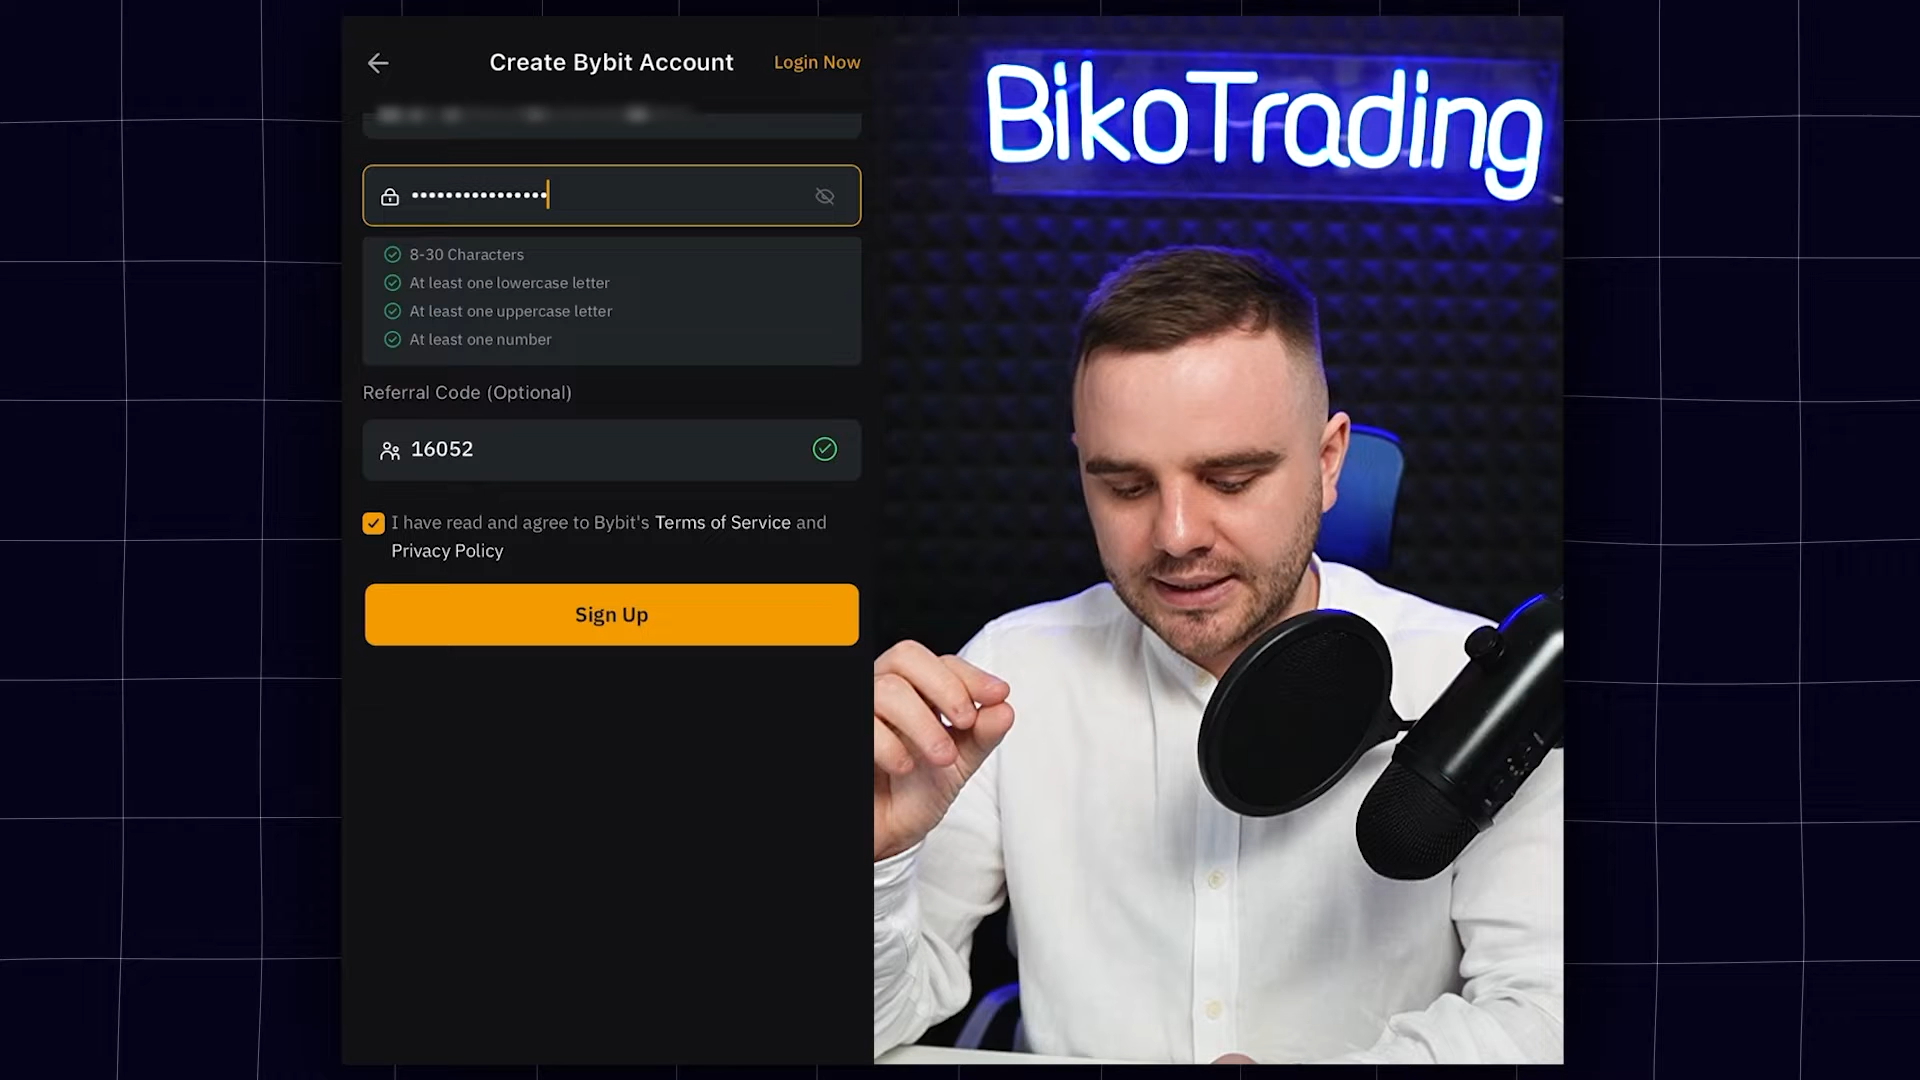 Create Bybit Account
Login Now
••••••••••••••••
8-30 Characters
At least one lowercase letter
At least one uppercase letter
At least one number
Referral Code (Optional)
16052
I have read and agree to Bybit's Terms of Service and
Privacy Policy
Sign Up
BikoTrading